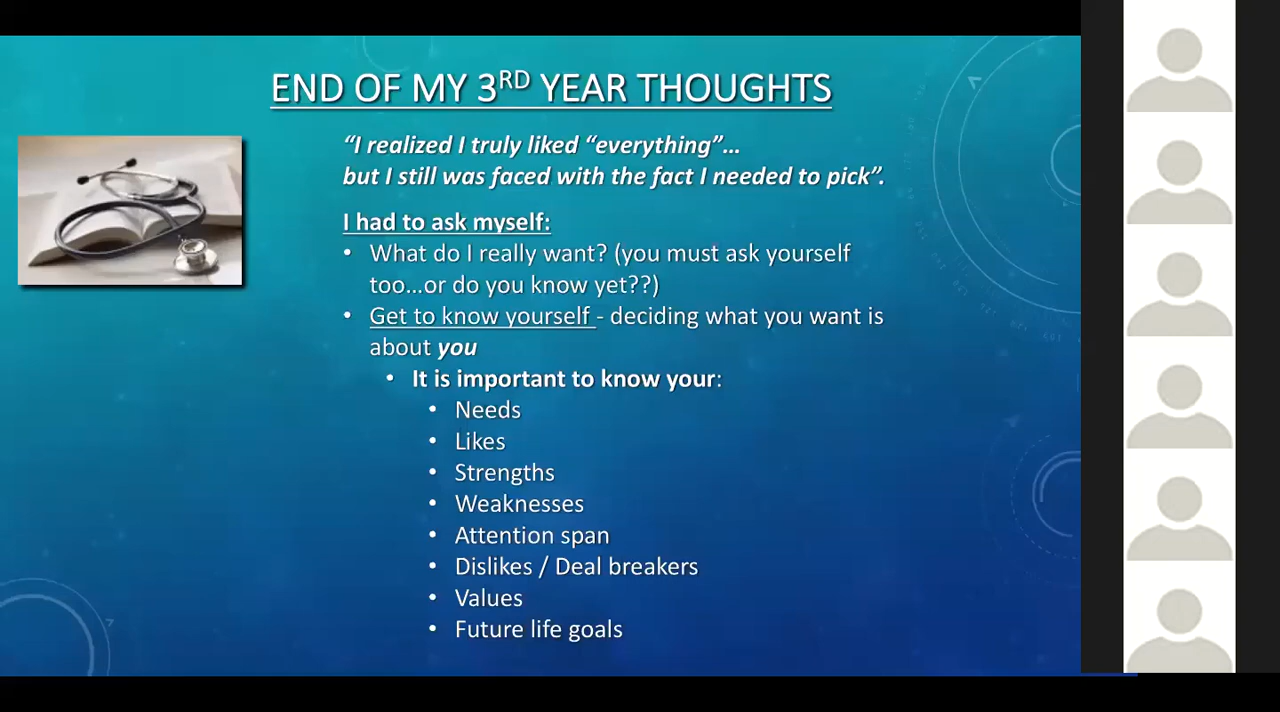 END OF MY 3RD YEAR THOUGHTS
“I realized I truly liked “everything”…
but I still was faced with the fact I needed to pick”.
I had to ask myself:
• What do I really want? (you must ask yourself
too…or do you know yet??)
• Get to know yourself - deciding what you want is
about you
• It is important to know your:
• Needs
• Likes
• Strengths
• Weaknesses
• Attention span
• Dislikes / Deal breakers
• Values
• Future life goals